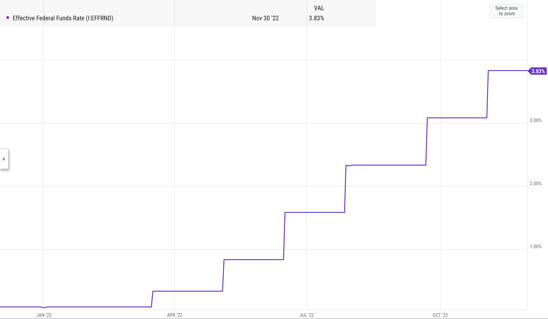 VAL
Effective Federal Funds Rate (I:EFFRND) Nov 30 '22 3.83%
Select area
to zoom
3.83%
3.00%
2.00%
1.00%
JAN '22 APR '22 JUL '22 OCT '22